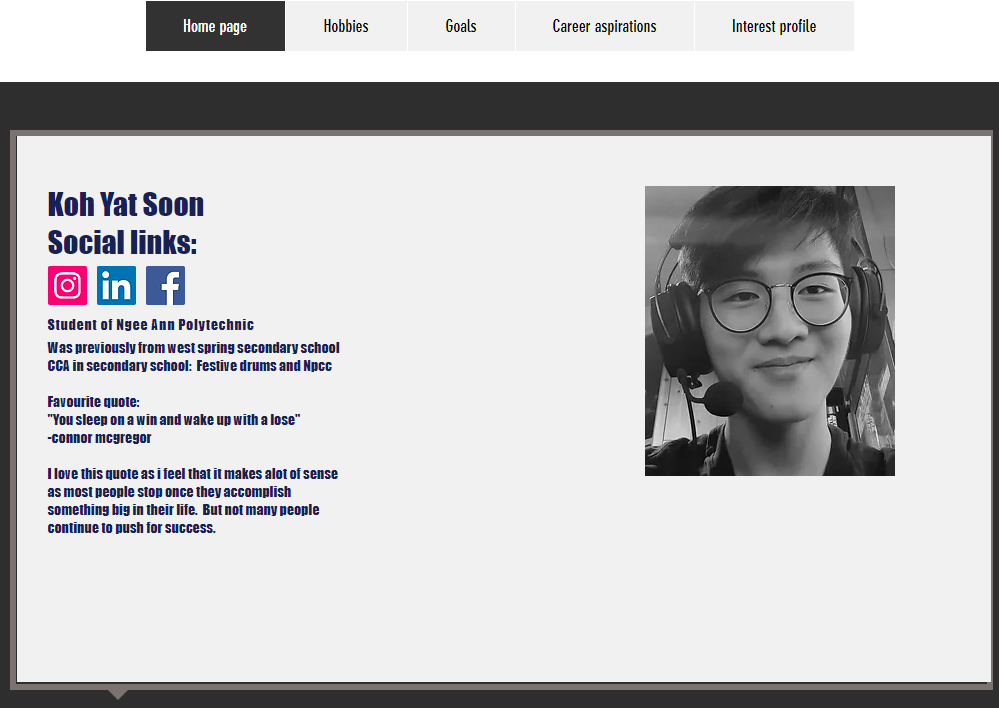 Home page
Hobbies
Goals
Career aspirations
Interest profile
Koh Yat Soon
Social links:
in
f
Student of Ngee Ann Polytechnic
Was previously from west spring secondary school
CCA in secondary school: Festive drums and Npcc
Favourite quote:
"You sleep on a win and wake up with a lose"
-connor mcgregor
I love this quote as i feel that it makes alot of sense
as most people stop once they accomplish
something big in their life. But not many people
continue to push for success.